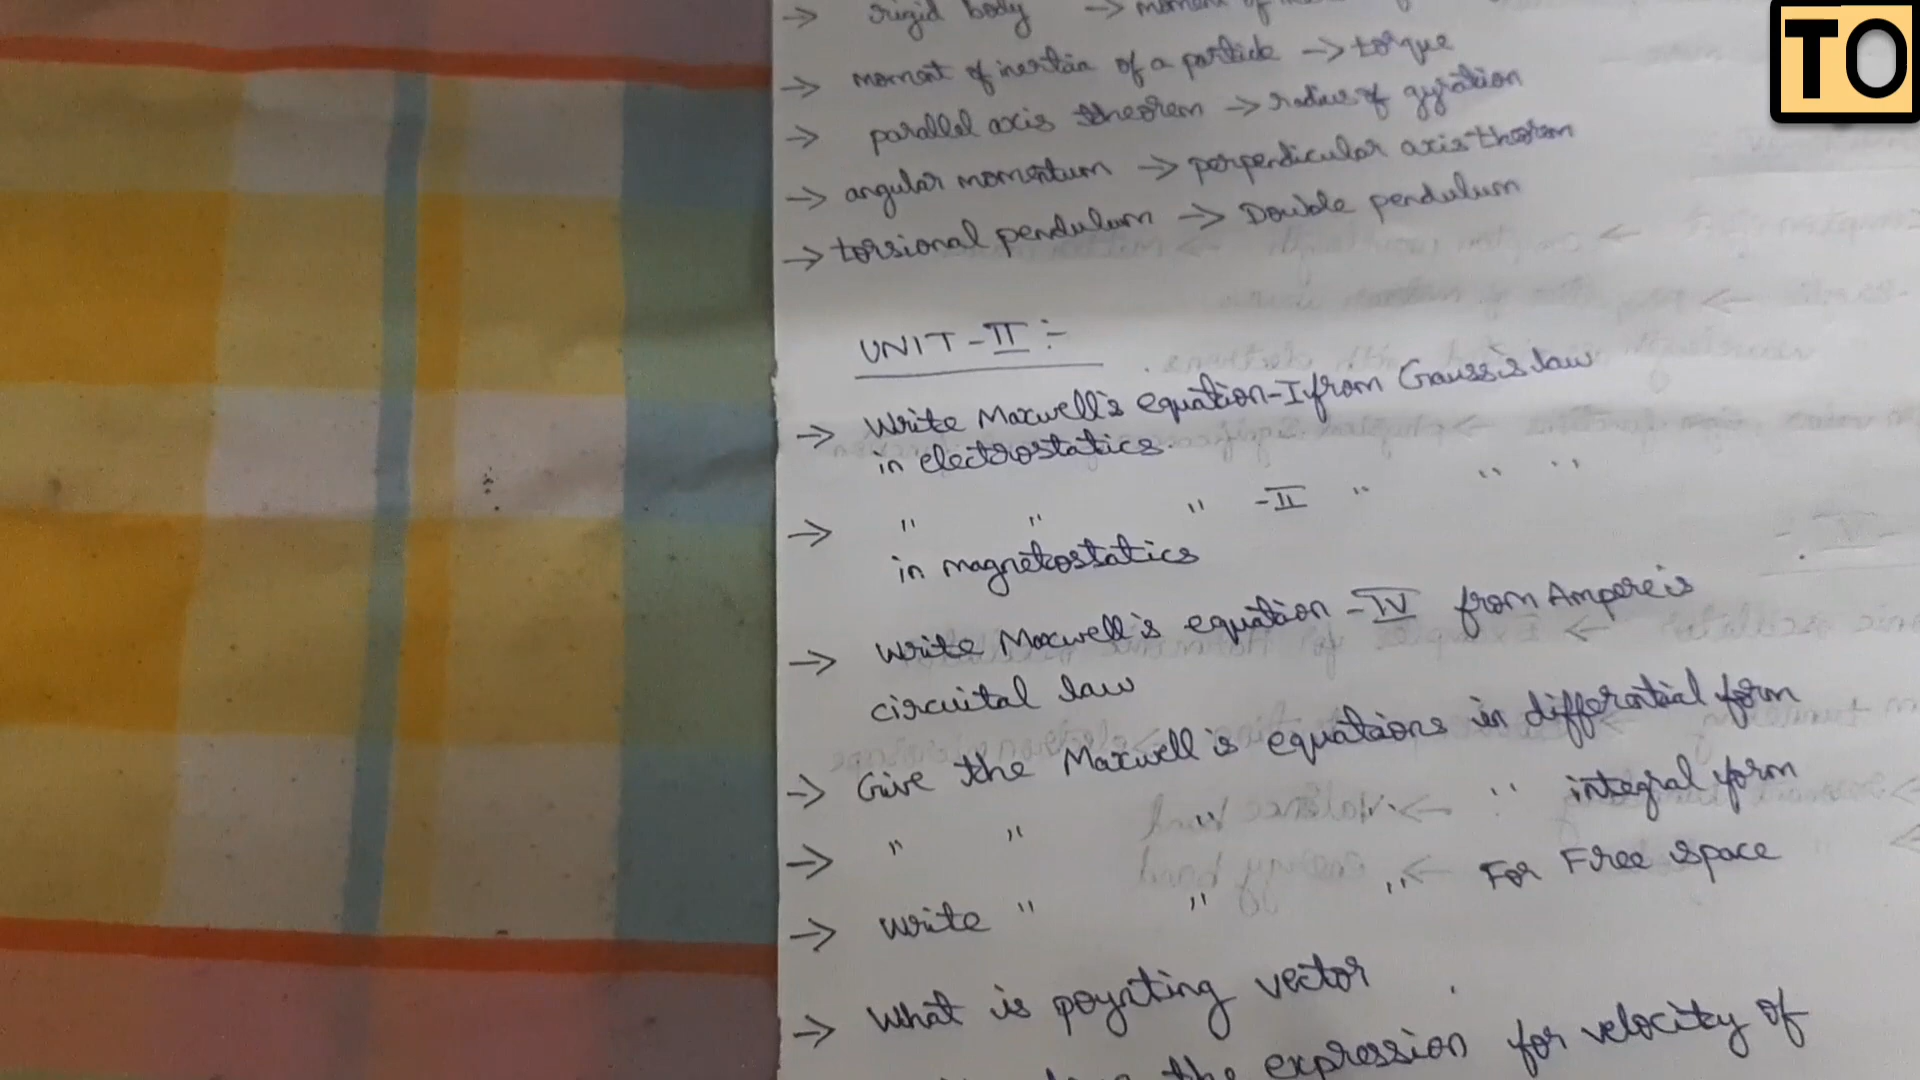 TO
→ rigid body → moment of
→ moment of inertia of a particle → torque
→ parallel axis theorem → radius of gyration
→ angular momentum → perpendicular axis theorem
→ torsional pendulum → Double pendulum
UNIT-II :-
→ Write Maxwell's equation-I from Gauss's law
in electrostatics.
→ " " " -II " " "
in magnetostatics
→ write Maxwell's equation -IV from Ampere's
circuital law
→ Give the Maxwell's equations in differential form
→ " " " " integral form
→ write " " " For Free space
→ What is poynting vector
the expression for velocity of